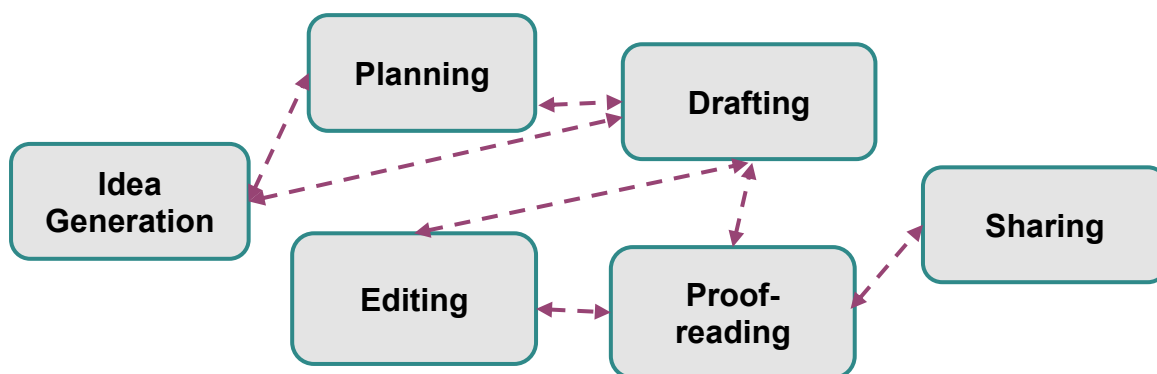 Planning
Drafting
Idea
Generation
Sharing
Editing
Proof-
reading